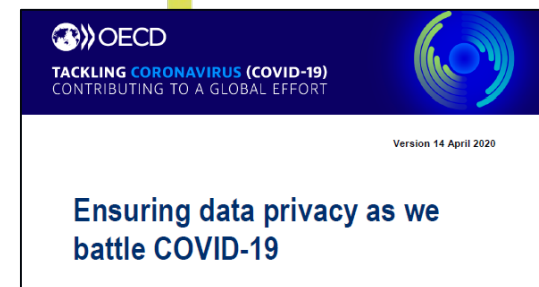 OECD
TACKLING CORONAVIRUS (COVID-19)
CONTRIBUTING TO A GLOBAL EFFORT
Version 14 April 2020
Ensuring data privacy as we
battle COVID-19